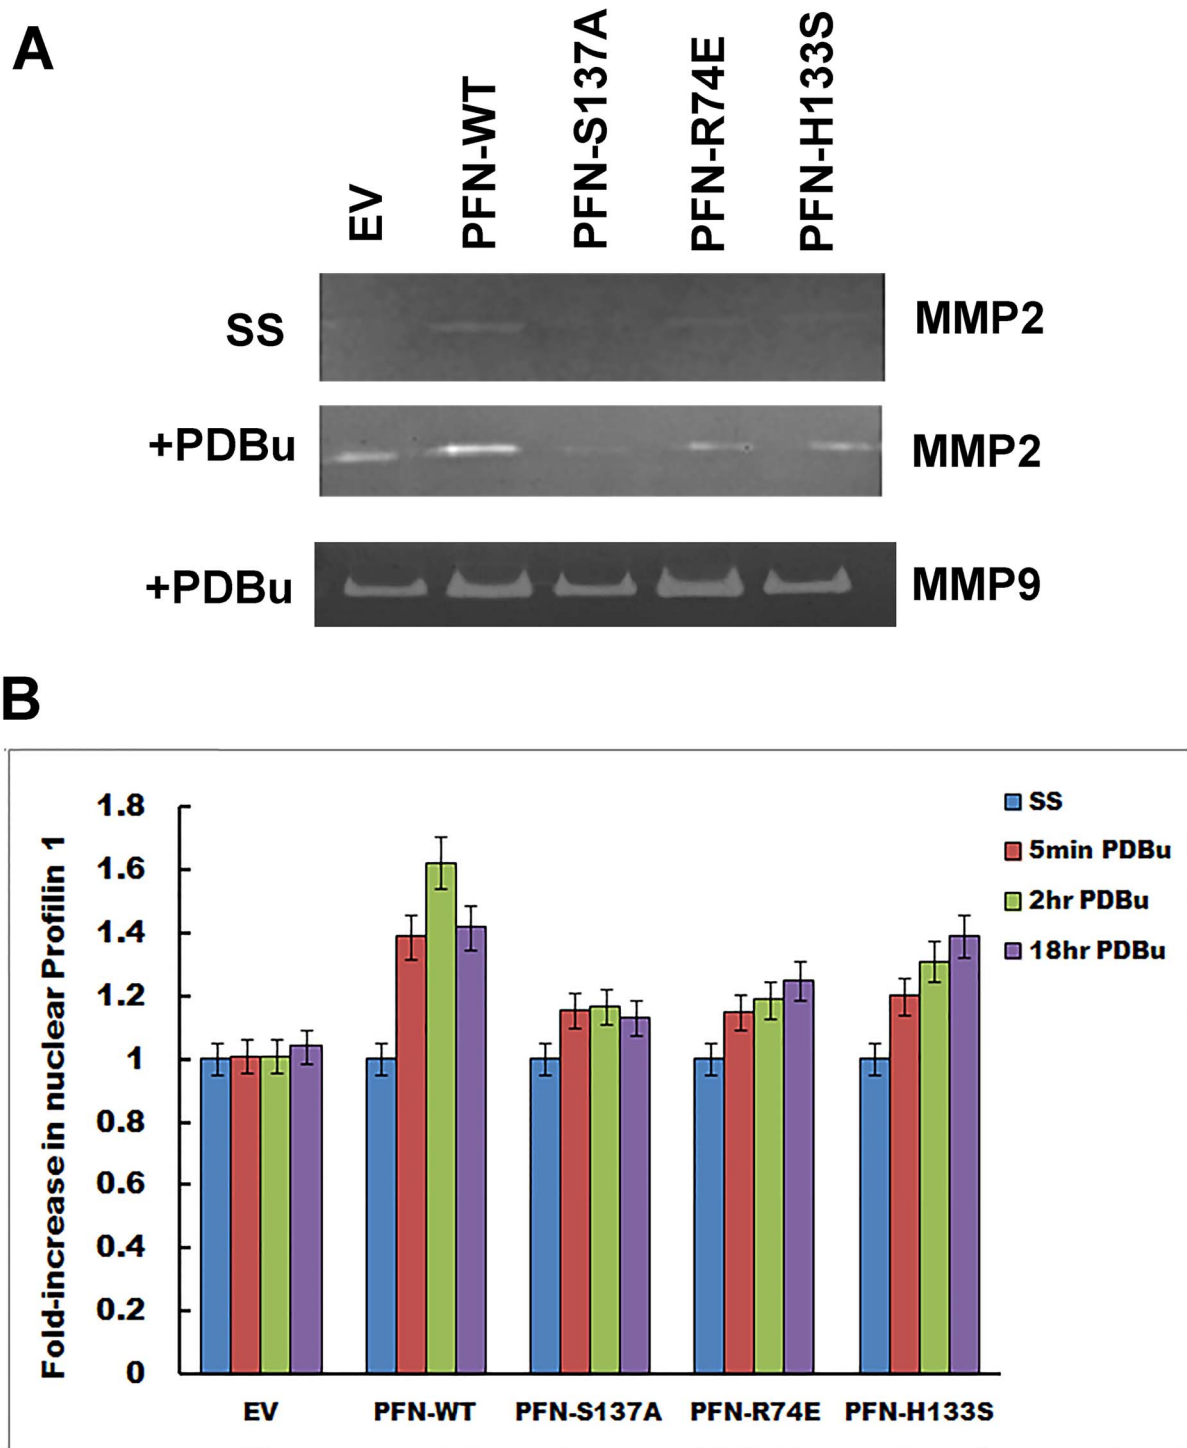 A
EV
PFN-WT
PFN-S137A
PFN-R74E
PFN-H133S
SS
MMP2
+PDBu
MMP2
+PDBu
MMP9
B
Fold-increase in nuclear Profilin 1
1.8
1.6
1.4
1.2
1
0.8
0.6
0.4
0.2
0
SS
5min PDBu
2hr PDBu
18hr PDBu
EV
PFN-WT
PFN-S137A
PFN-R74E
PFN-H133S